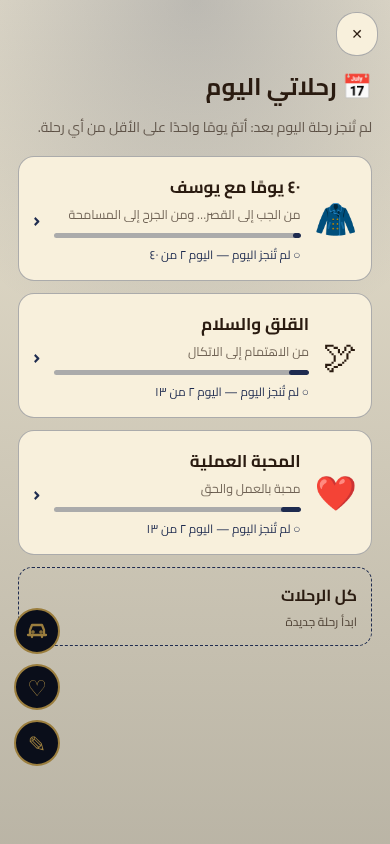 ×
📅 رحلاتي اليوم
لم تُنجز رحلة اليوم بعد: أتمّ يومًا واحدًا على الأقل من أي رحلة.
٤٠ يومًا مع يوسف
من الجب إلى القصر… ومن الجرح إلى المسامحة
○ لم تُنجز اليوم — اليوم ٢ من ٤٠
القلق والسلام
من الاهتمام إلى الاتكال
○ لم تُنجز اليوم — اليوم ٢ من ١٣
المحبة العملية
محبة بالعمل والحق
○ لم تُنجز اليوم — اليوم ٢ من ١٣
كل الرحلات
ابدأ رحلة جديدة